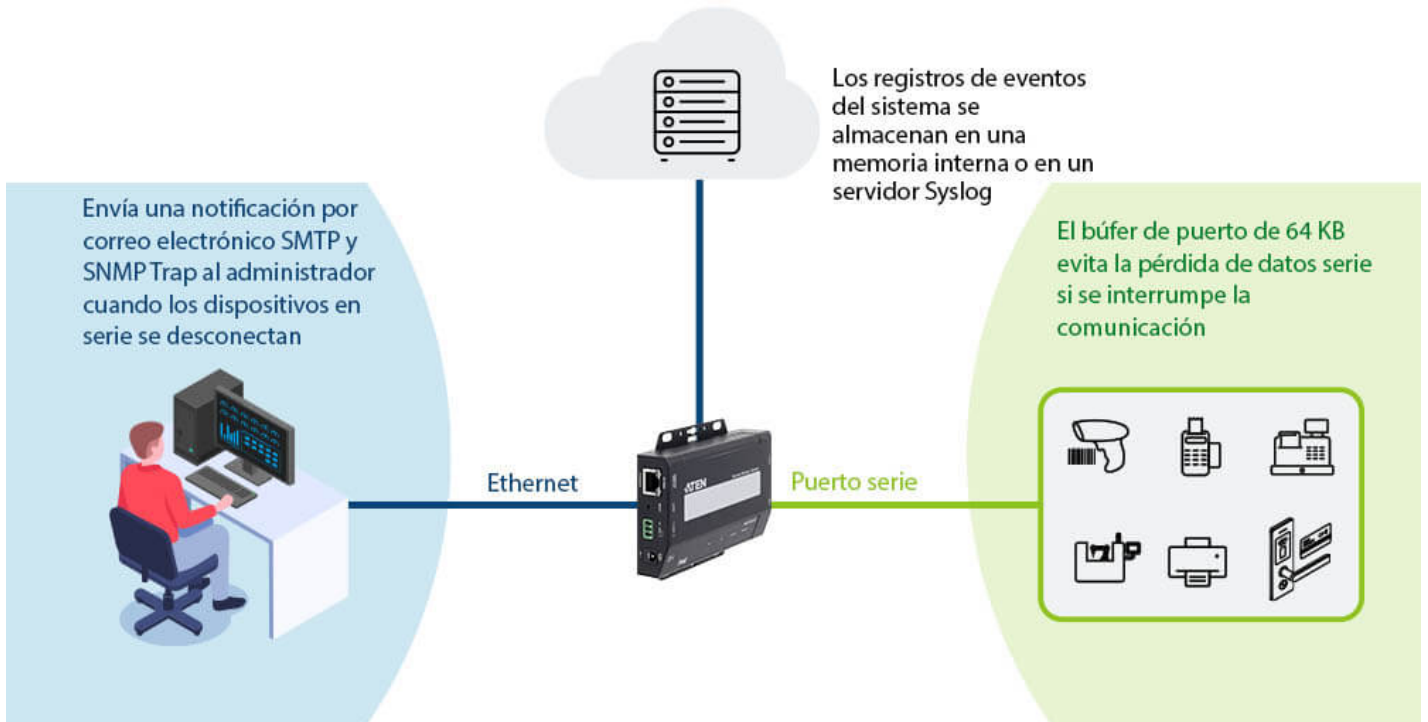 Los registros de eventos
del sistema se
almacenan en una
memoria interna o en un
servidor Syslog
Envía una notificación por
correo electrónico SMTP y
SNMP Trap al administrador
cuando los dispositivos en
serie se desconectan
El búfer de puerto de 64 KB
evita la pérdida de datos serie
si se interrumpe la
comunicación
Ethernet
ATEN
Puerto serie